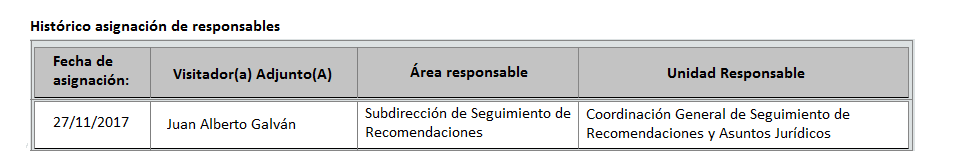 Histórico asignación de responsables
Fecha de
asignación:
Visitador(a) Adjunto(A)
Área responsable
Unidad Responsable
27/11/2017
Juan Alberto Galván
Subdirección de Seguimiento de
Recomendaciones
Coordinación General de Seguimiento de
Recomendaciones y Asuntos Jurídicos